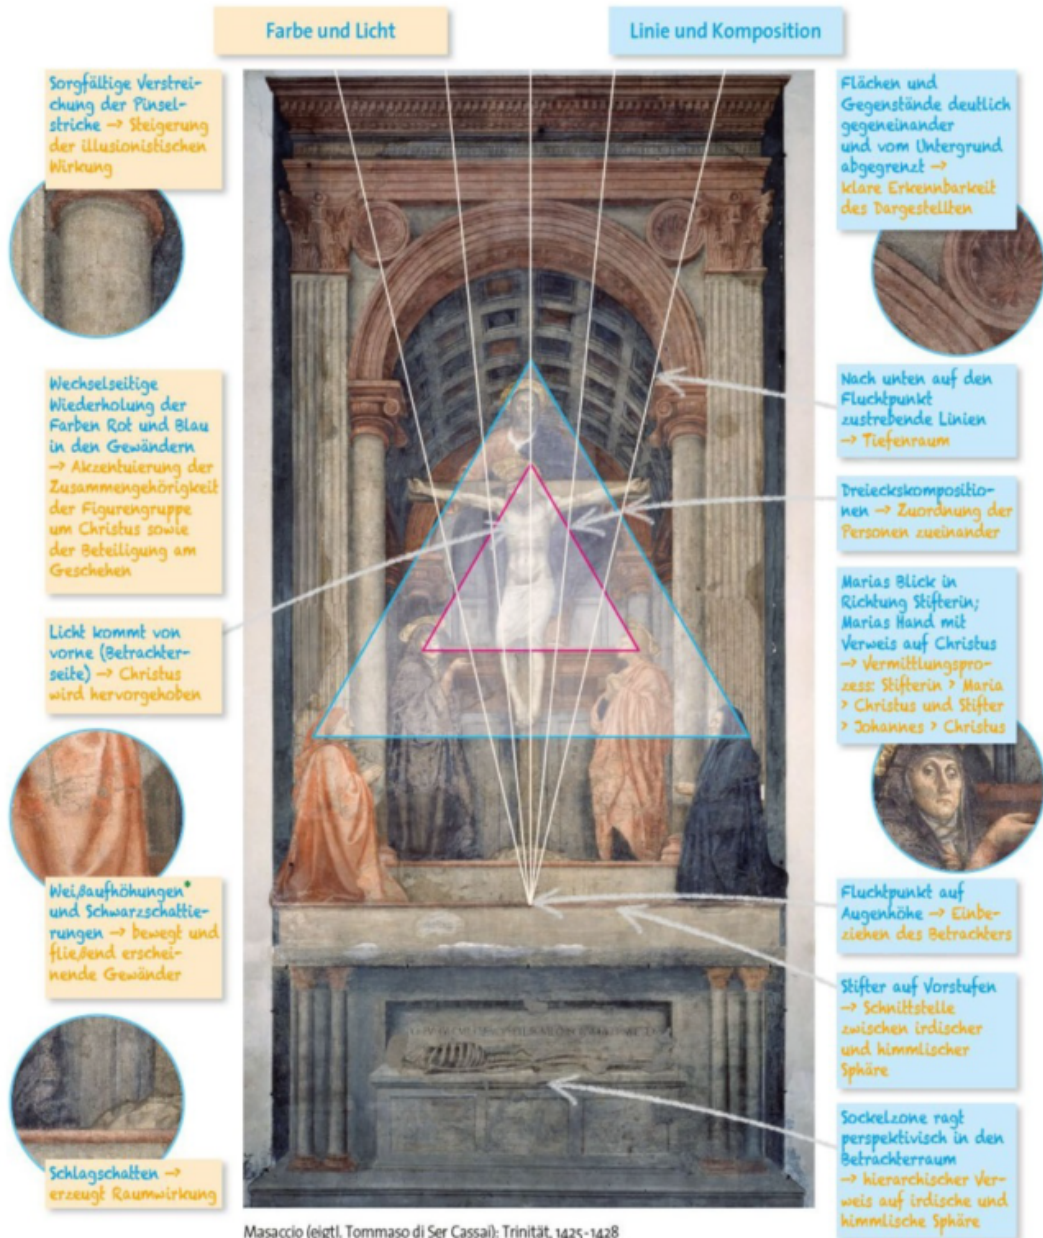 Farbe und Licht
Linie und Komposition
Sorgfältige Verstrei-
chung der Pinsel-
striche → Steigerung
der illusionistischen
Wirkung
Wechselseitige
Wiederholung der
Farben Rot und Blau
in den Gewändern
→ Akzentuierung der
Zusammengehörigkeit
der Figurengruppe
um Christus sowie
der Beteiligung am
Geschehen
Licht kommt von
vorne (Betrachter-
seite) → Christus
wird hervorgehoben
Weißaufhöhungen*
und Schwarzschattie-
rungen → bewegt und
fließend erschei-
nende Gewänder
Schlagschatten →
erzeugt Raumwirkung
Flächen und
Gegenstände deutlich
gegeneinander
und vom Untergrund
abgegrenzt →
klare Erkennbarkeit
des Dargestellten
Nach unten auf den
Fluchtpunkt
zustrebende Linien
→ Tiefenraum
Dreieckskompositio-
nen → Zuordnung der
Personen zueinander
Marias Blick in
Richtung Stifterin;
Marias Hand mit
Verweis auf Christus
→ Vermittlungspro-
zess: Stifterin > Maria
> Christus und Stifter
> Johannes > Christus
Fluchtpunkt auf
Augenhöhe → Einbe-
ziehen des Betrachters
Stifter auf Vorstufen
→ Schnittstelle
zwischen irdischer
und himmlischer
Sphäre
Sockelzone ragt
perspektivisch in den
Betrachterraum
→ hierarchischer Ver-
weis auf irdische und
himmlische Sphäre
Masaccio (eigtl. Tommaso di Ser Cassai): Trinität, 1425-1428